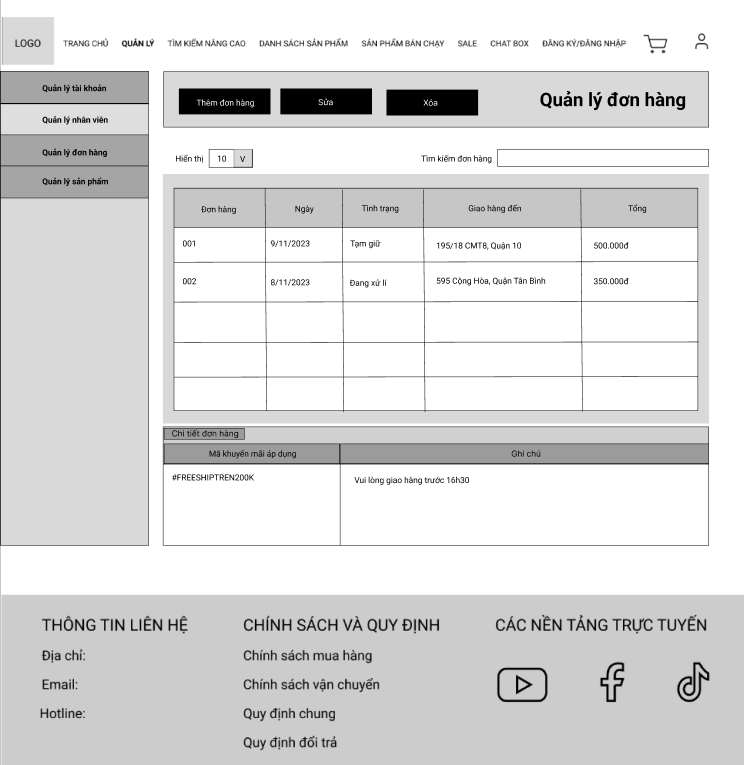 LOGO TRANG CHỦ QUẢN LÝ TÌM KIẾM NÂNG CAO DANH SÁCH SẢN PHẨM SẢN PHẨM BÁN CHẠY SALE CHAT BOX ĐĂNG KÝ/ĐĂNG NHẬP
Quản lý tài khoản
Quản lý nhân viên
Quản lý đơn hàng
Quản lý sản phẩm
Thêm đơn hàng Sửa Xóa Quản lý đơn hàng
Hiển thị 10 V Tìm kiếm đơn hàng
Đơn hàng Ngày Tình trạng Giao hàng đến Tổng
001 9/11/2023 Tạm giữ 195/18 CMT8, Quận 10 500.000đ
002 8/11/2023 Đang xử lí 595 Cộng Hòa, Quận Tân Bình 350.000đ
Chi tiết đơn hàng
Mã khuyến mãi áp dụng Ghi chú
#FREESHIPTREN200K Vui lòng giao hàng trước 16h30
THÔNG TIN LIÊN HỆ
Địa chỉ:
Email:
Hotline:
CHÍNH SÁCH VÀ QUY ĐỊNH
Chính sách mua hàng
Chính sách vận chuyển
Quy định chung
Quy định đổi trả
CÁC NỀN TẢNG TRỰC TUYẾN